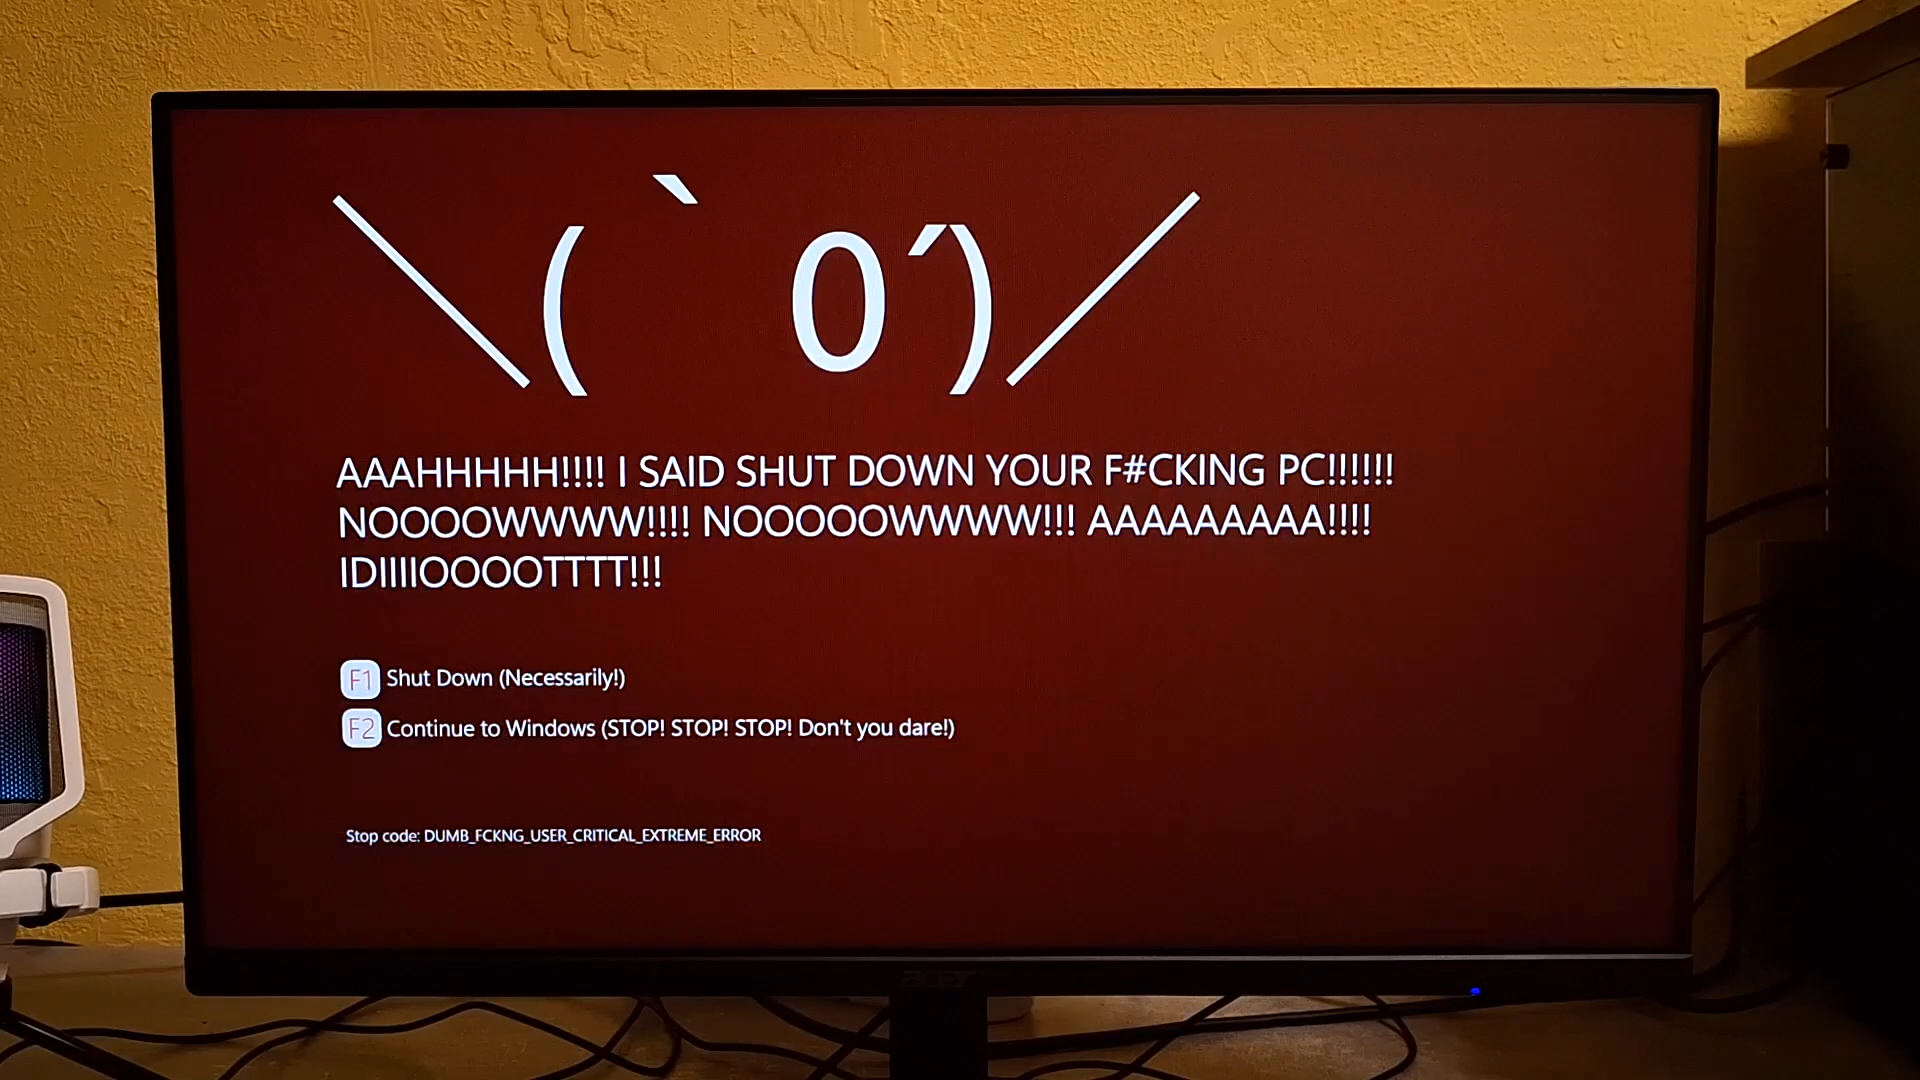 \( ` 0´)/
AAAHHHHH!!!! I SAID SHUT DOWN YOUR F#CKING PC!!!!!!
NOOOOWWWW!!!! NOOOOOWWWW!!! AAAAAAAAA!!!!
IDIIIIOOOOTTTT!!!
F1 Shut Down (Necessarily!)
F2 Continue to Windows (STOP! STOP! STOP! Don't you dare!)
Stop code: DUMB_FCKNG_USER_CRITICAL_EXTREME_ERROR
acer